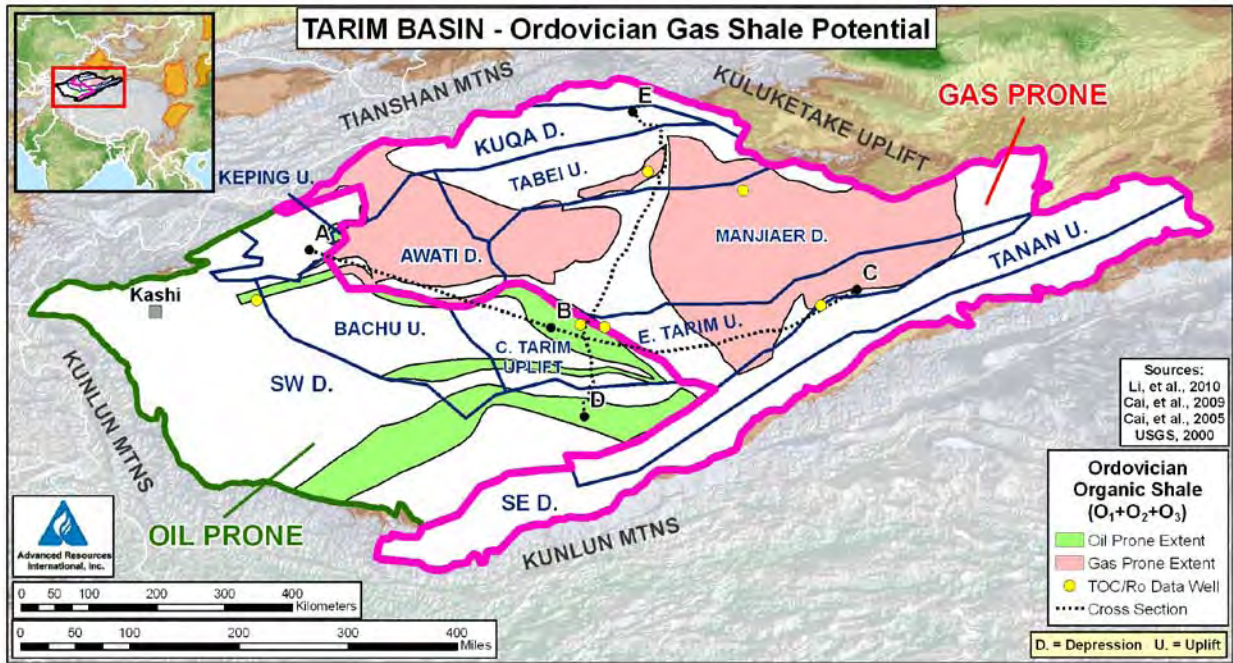 TARIM BASIN - Ordovician Gas Shale Potential
TIANSHAN MTNS
KULUKETAKE UPLIFT
GAS PRONE
E
KUQA D.
TABEI U.
KEPING U.
A
AWATI D.
MANJIAER D.
TANAN U.
C
Kashi
BACHU U.
B
E. TARIM U.
C. TARIM
UPLIFT
SW D.
D
KUNLUN MTNS
OIL PRONE
SE D.
KUNLUN MTNS
Sources:
Li, et al., 2010
Cai, et al., 2009
Cai, et al., 2005
USGS, 2000
Ordovician
Organic Shale
(O₁+O₂+O₃)
Oil Prone Extent
Gas Prone Extent
TOC/Ro Data Well
Cross Section
D. = Depression U. = Uplift
Advanced Resources
International, Inc.
0 50 100 200 300 400
Kilometers
0 50 100 200 300 400
Miles